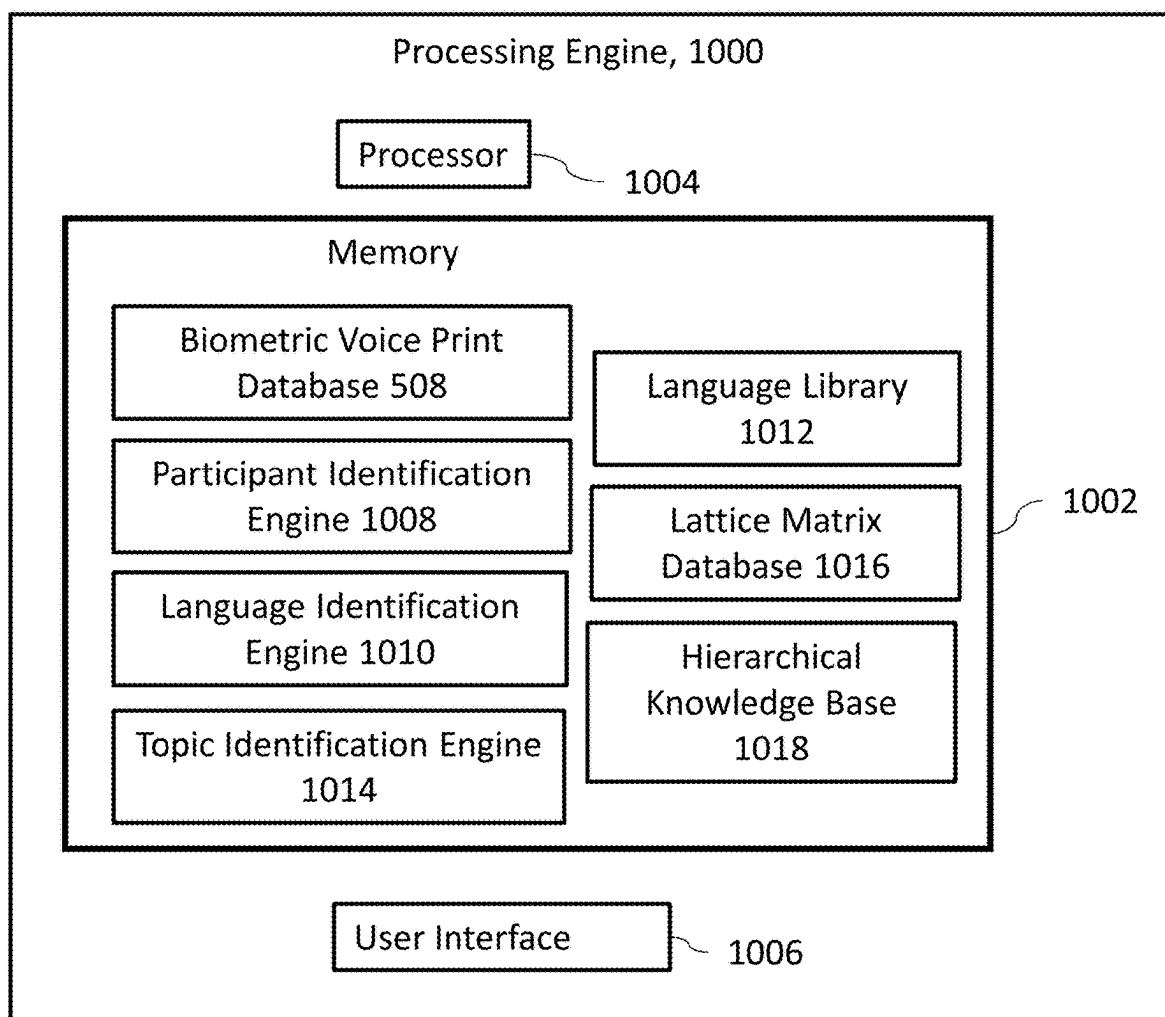 Processing Engine, 1000
Processor
1004
Memory
Biometric Voice Print
Database 508
Participant Identification
Engine 1008
Language Identification
Engine 1010
Topic Identification Engine
1014
Language Library
1012
Lattice Matrix
Database 1016
Hierarchical
Knowledge Base
1018
1002
User Interface
1006